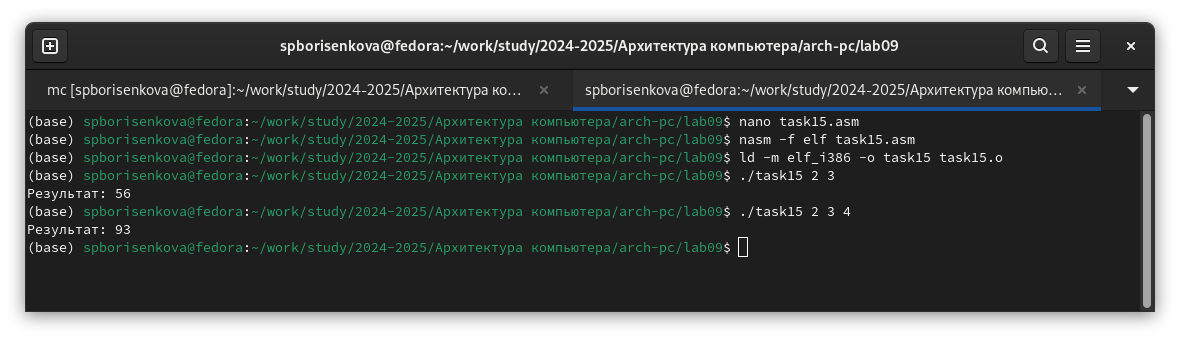 spborisenkova@fedora:~/work/study/2024-2025/Архитектура компьютера/arch-pc/lab09
mc [spborisenkova@fedora]:~/work/study/2024-2025/Архитектура ко...
spborisenkova@fedora:~/work/study/2024-2025/Архитектура компью...
(base) spborisenkova@fedora:~/work/study/2024-2025/Архитектура компьютера/arch-pc/lab09$ nano task15.asm
(base) spborisenkova@fedora:~/work/study/2024-2025/Архитектура компьютера/arch-pc/lab09$ nasm -f elf task15.asm
(base) spborisenkova@fedora:~/work/study/2024-2025/Архитектура компьютера/arch-pc/lab09$ ld -m elf_i386 -o task15 task15.o
(base) spborisenkova@fedora:~/work/study/2024-2025/Архитектура компьютера/arch-pc/lab09$ ./task15 2 3
Результат: 56
(base) spborisenkova@fedora:~/work/study/2024-2025/Архитектура компьютера/arch-pc/lab09$ ./task15 2 3 4
Результат: 93
(base) spborisenkova@fedora:~/work/study/2024-2025/Архитектура компьютера/arch-pc/lab09$